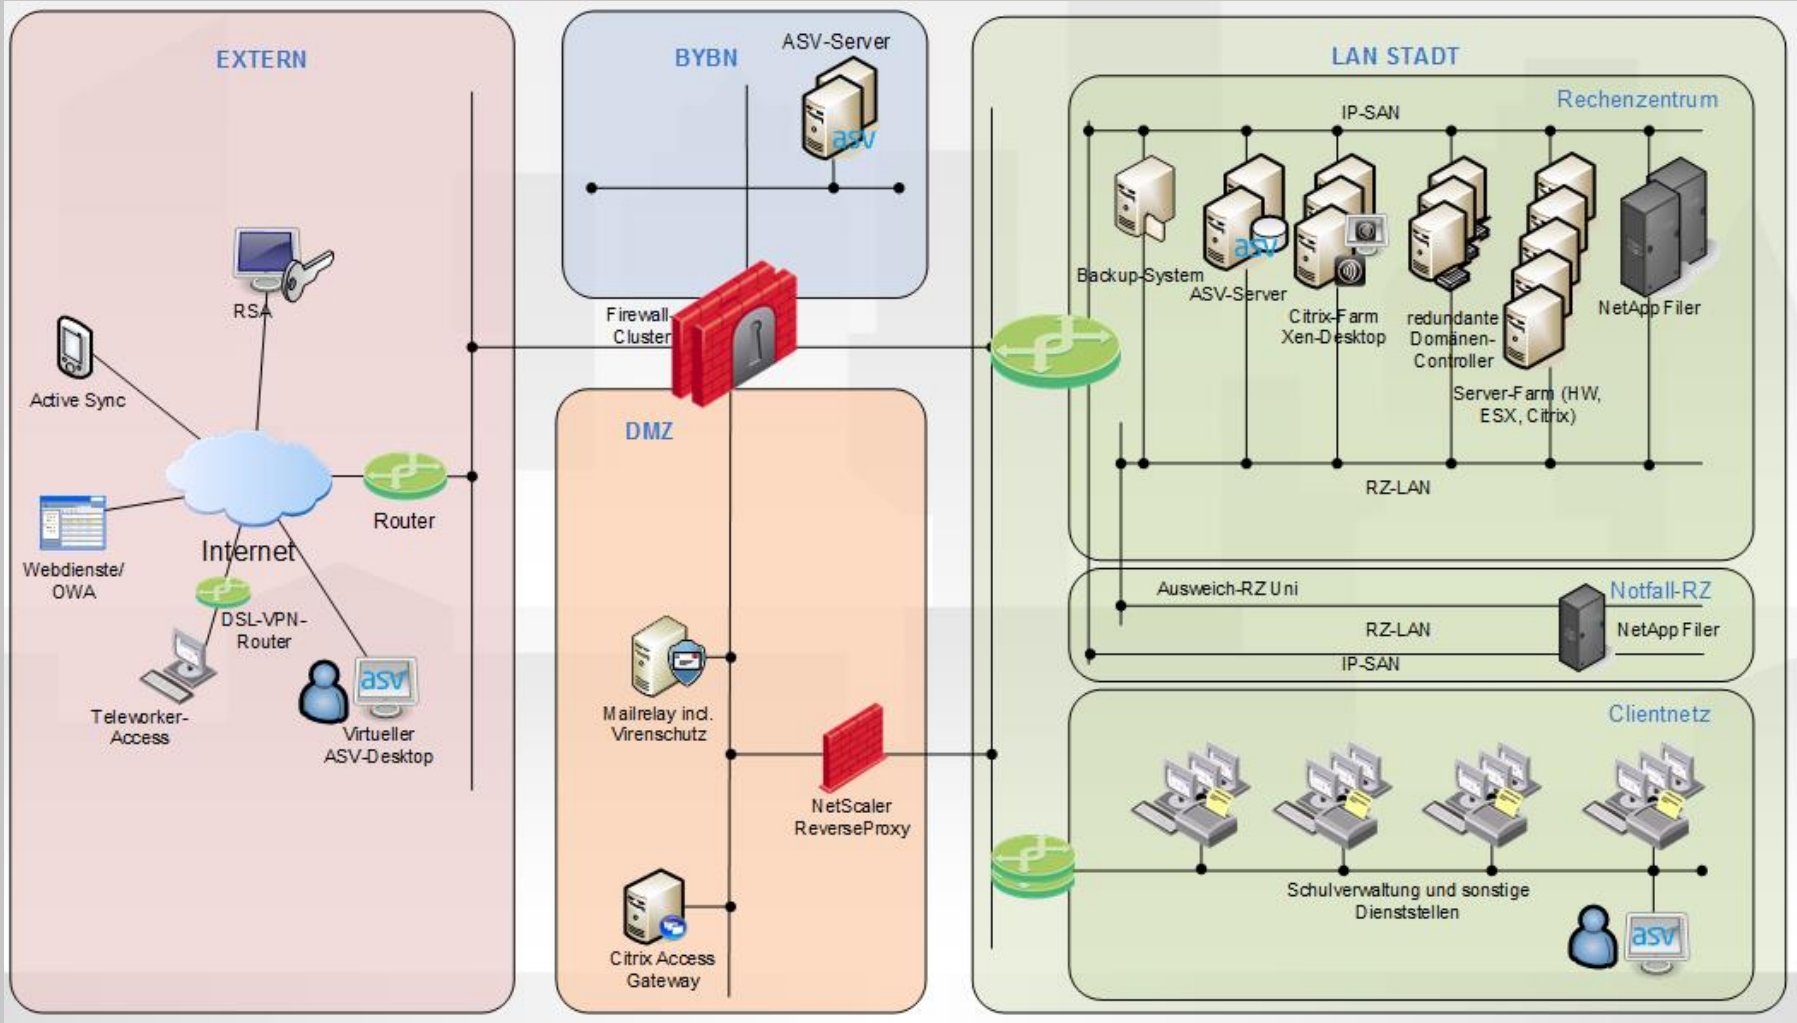 EXTERN
RSA
Active Sync
Webdienste/
OWA
Internet
Router
DSL-VPN-
Router
Teleworker-
Access
asv
Virtueller
ASV-Desktop
BYBN
ASV-Server
asv
Firewall-
Cluster
DMZ
Mailrelay incl.
Virenschutz
NetScaler
ReverseProxy
Citrix Access
Gateway
LAN STADT
Rechenzentrum
IP-SAN
Backup-System
asv
ASV-Server
Citrix-Farm
Xen-Desktop
redundante
Domänen-
Controller
Server-Farm (HW,
ESX, Citrix)
NetApp Filer
RZ-LAN
Ausweich-RZ Uni
Notfall-RZ
RZ-LAN
NetApp Filer
IP-SAN
Clientnetz
Schulverwaltung und sonstige
Dienststellen
asv